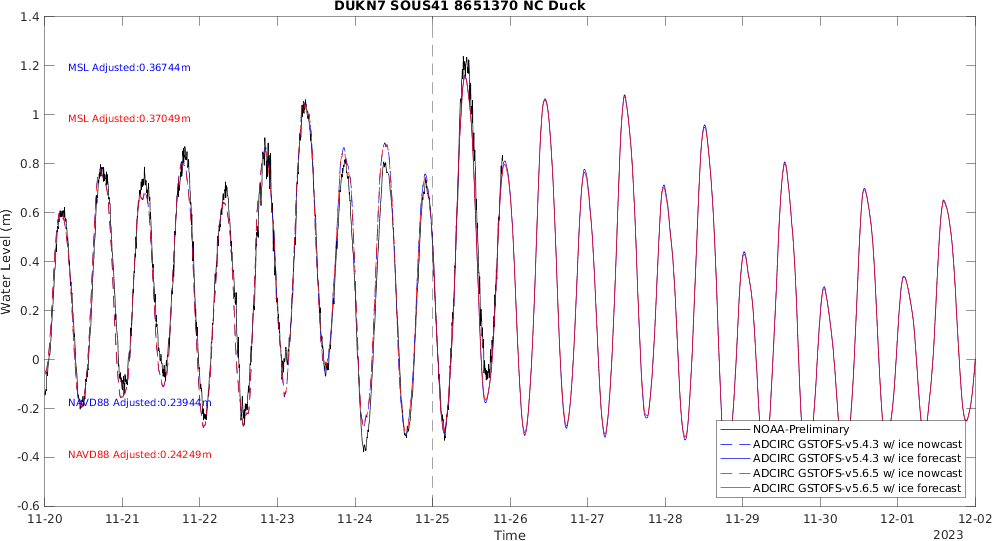 DUKN7 SOUS41 8651370 NC Duck
1.4
1.2
1
0.8
0.6
0.4
0.2
0
-0.2
-0.4
-0.6
Water Level (m)
MSL Adjusted:0.36744m
MSL Adjusted:0.37049m
NAVD88 Adjusted:0.23944m
NAVD88 Adjusted:0.24249m
NOAA-Preliminary
ADCIRC GSTOFS-v5.4.3 w/ ice nowcast
ADCIRC GSTOFS-v5.4.3 w/ ice forecast
ADCIRC GSTOFS-v5.6.5 w/ ice nowcast
ADCIRC GSTOFS-v5.6.5 w/ ice forecast
11-20 11-21 11-22 11-23 11-24 11-25 11-26 11-27 11-28 11-29 11-30 12-01 12-02
Time
2023